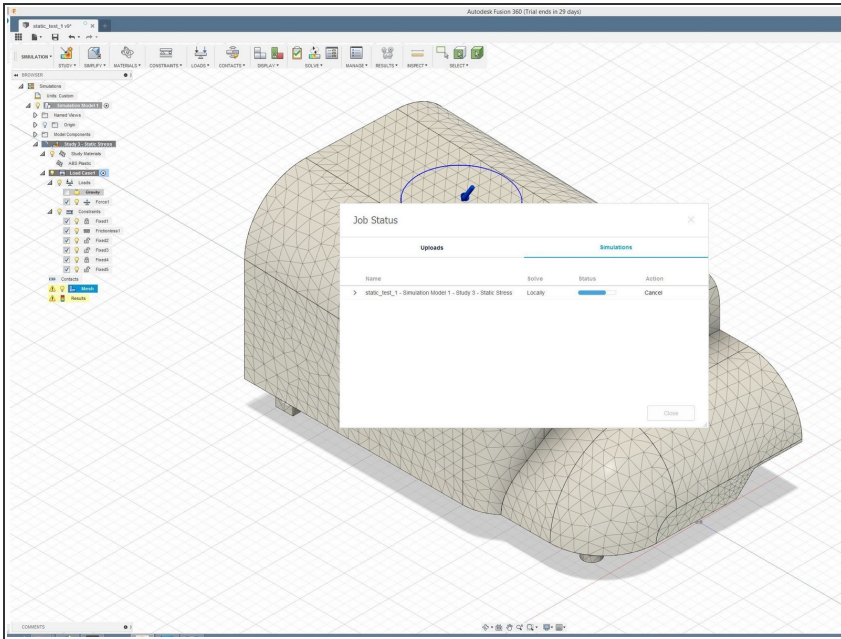 Autodesk Fusion 360 (Trial ends in 29 days)
static_test_1 v8*
SIMULATION
STUDY
SIMPLIFY
MATERIALS
CONSTRAINTS
LOADS
CONTACTS
DISPLAY
SOLVE
MANAGE
RESULTS
INSPECT
SELECT
BROWSER
Simulations
Units: Custom
Simulation Model 1
Named Views
Origin
Model Components
Study 3 - Static Stress
Study Materials
ABS Plastic
Load Case1
Loads
Gravity
Force1
Constraints
Fixed1
Frictionless1
Fixed2
Fixed3
Fixed4
Fixed5
Contacts
Mesh
Results
Job Status
Uploads
Simulations
Name Solve Status Action
static_test_1 - Simulation Model 1 - Study 3 - Static Stress Locally Cancel
Close
COMMENTS